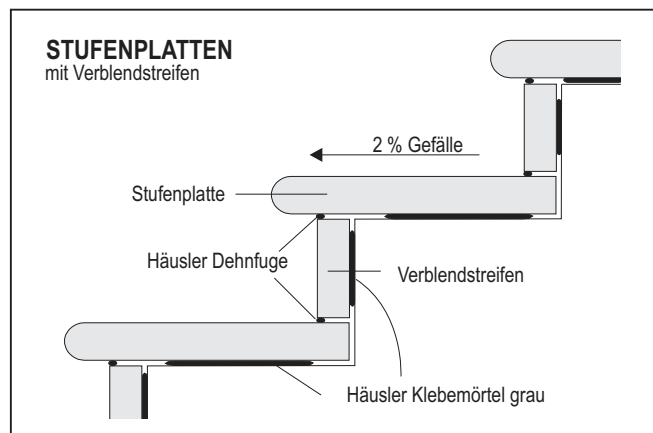 STUFENPLATTEN
mit Verblendstreifen
2 % Gefälle
Stufenplatte
Häusler Dehnfuge
Verblendstreifen
Häusler Klebemörtel grau